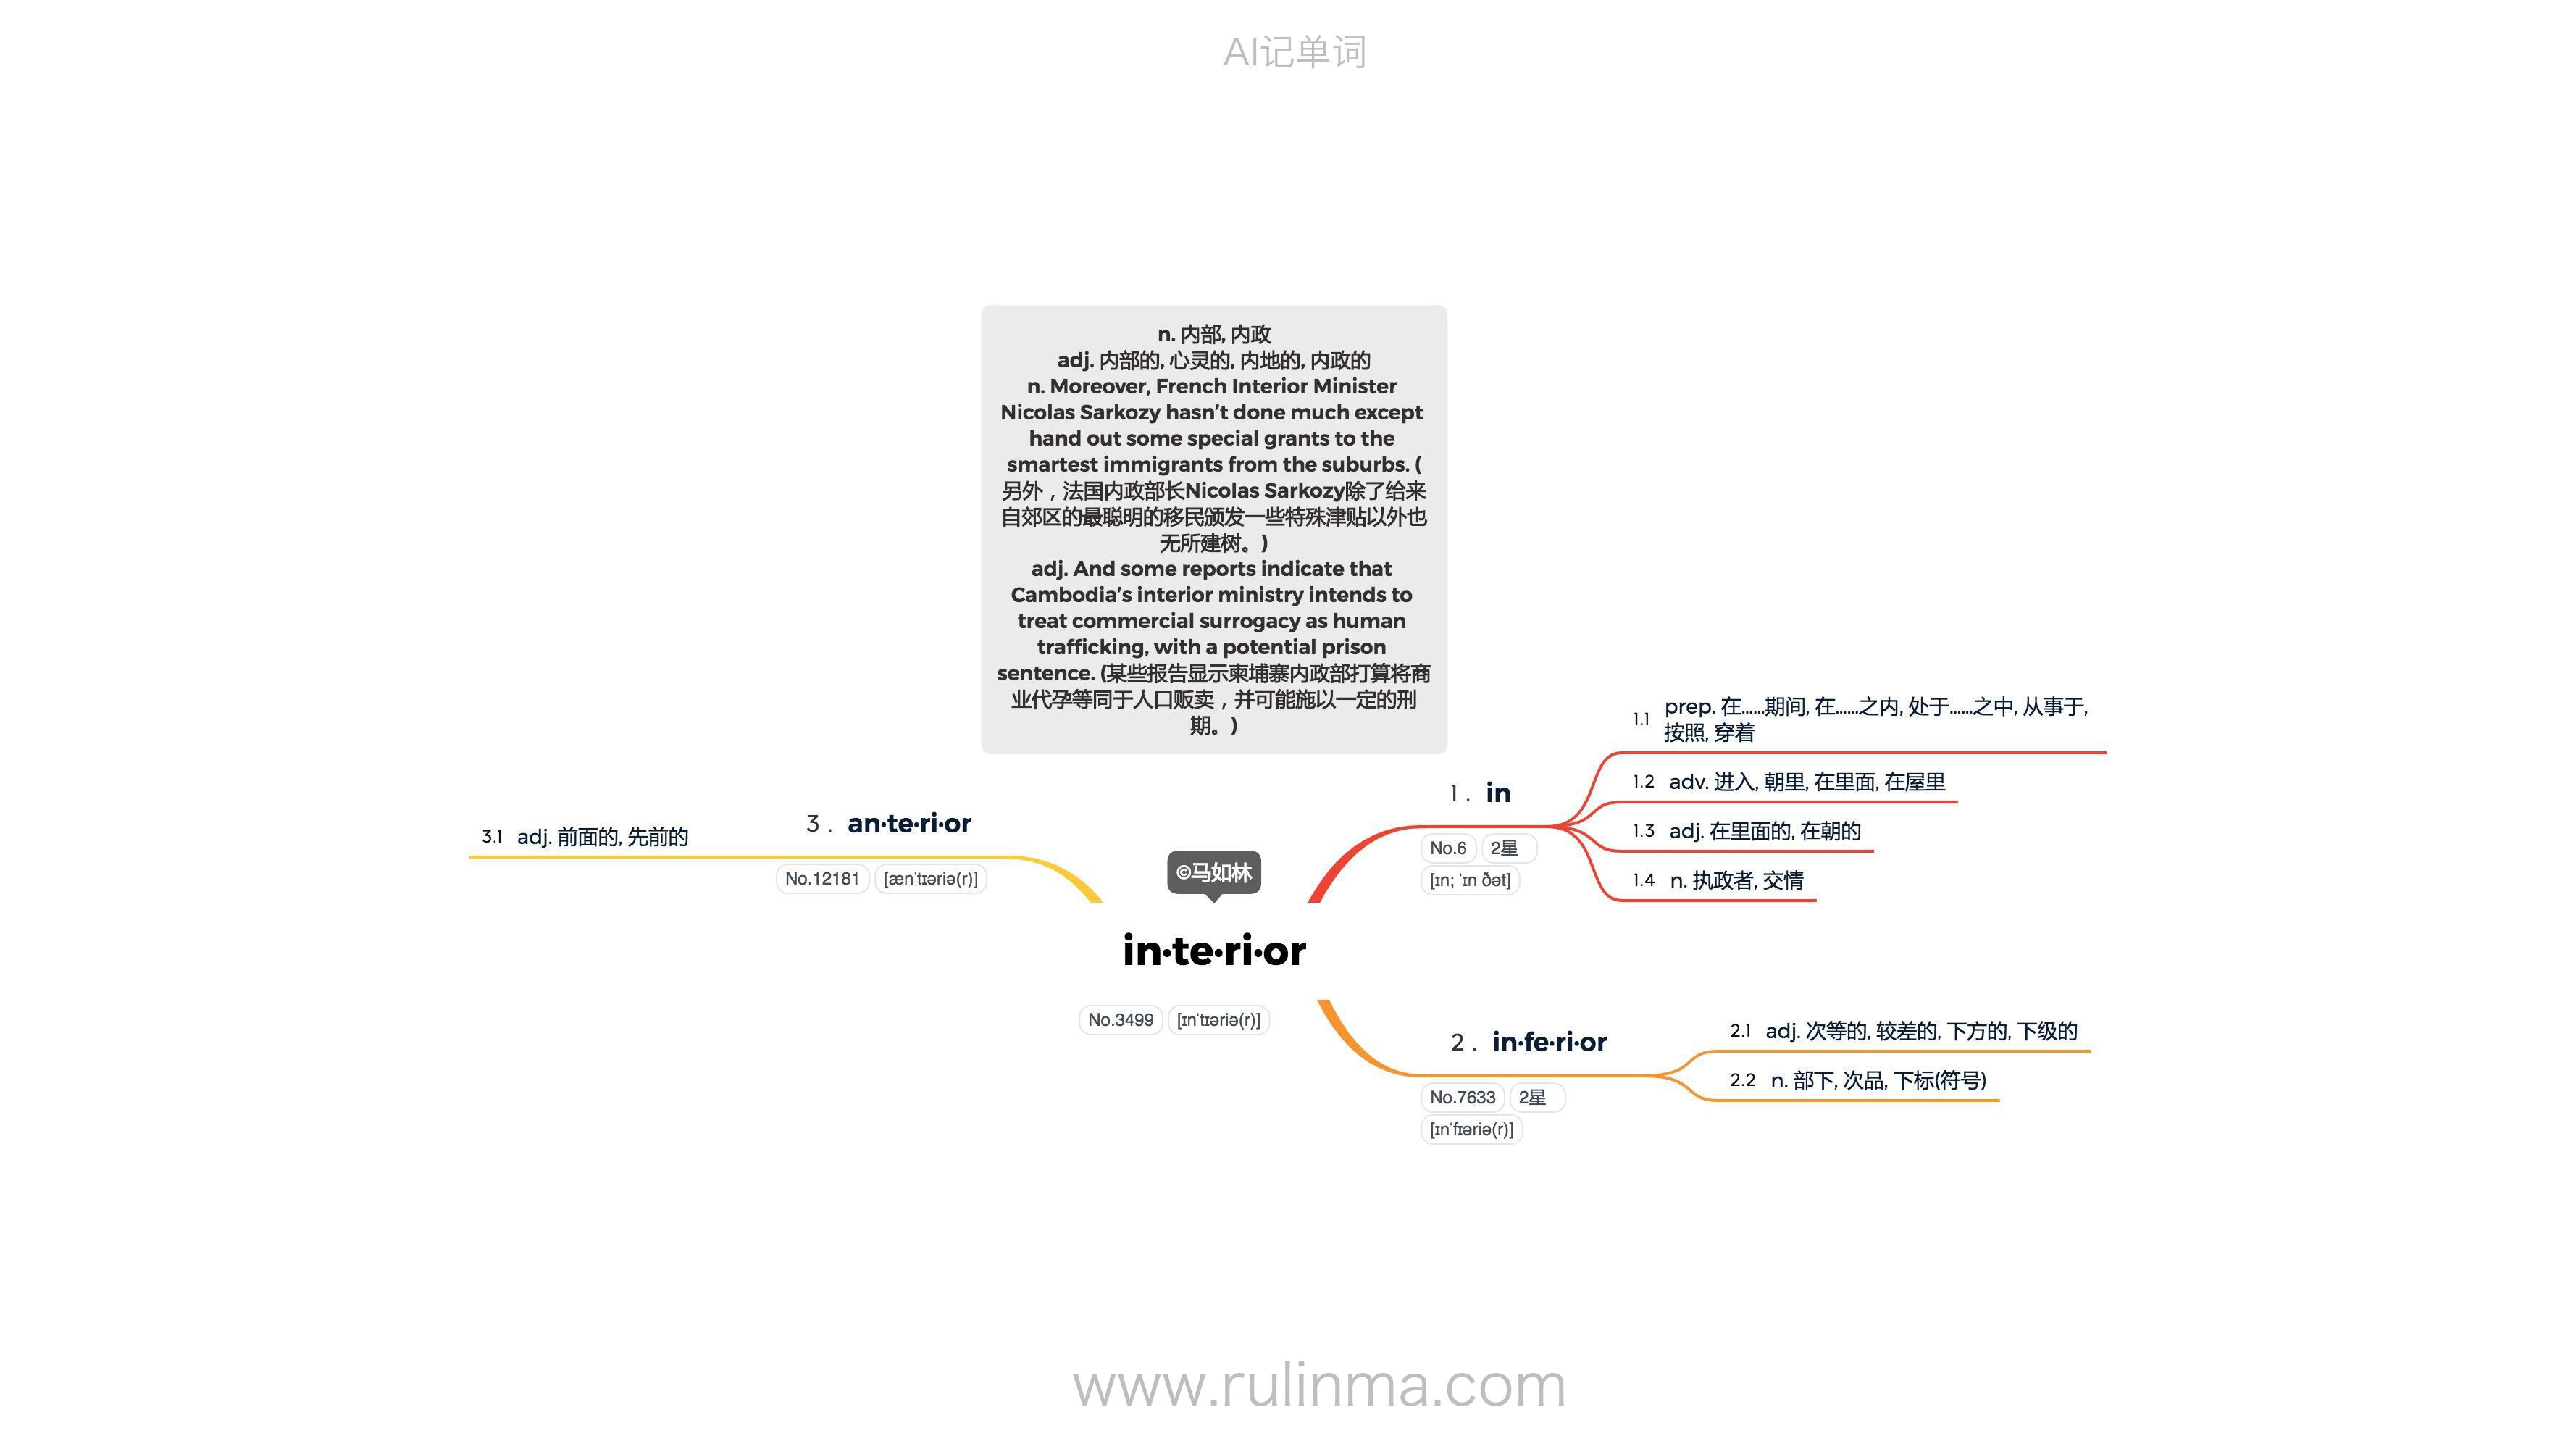 AI记单词
n. 内部, 内政
adj. 内部的, 心灵的, 内地的, 内政的
n. Moreover, French Interior Minister
Nicolas Sarkozy hasn’t done much except
hand out some special grants to the
smartest immigrants from the suburbs. (
另外，法国内政部长Nicolas Sarkozy除了给来
自郊区的最聪明的移民颁发一些特殊津贴以外也
无所建树。)
adj. And some reports indicate that
Cambodia’s interior ministry intends to
treat commercial surrogacy as human
trafficking, with a potential prison
sentence. (某些报告显示柬埔寨内政部打算将商
业代孕等同于人口贩卖，并可能施以一定的刑
期。)
©马如林
in·te·ri·or
No.3499 [ɪnˈtɪəriə(r)]
1. in
No.6 2星
[ɪn; ˈɪn ðət]
1.1 prep. 在……期间, 在……之内, 处于……之中, 从事于,
按照, 穿着
1.2 adv. 进入, 朝里, 在里面, 在屋里
1.3 adj. 在里面的, 在朝的
1.4 n. 执政者, 交情
2. in·fe·ri·or
No.7633 2星
[ɪnˈfɪəriə(r)]
2.1 adj. 次等的, 较差的, 下方的, 下级的
2.2 n. 部下, 次品, 下标(符号)
3. an·te·ri·or
No.12181 [ænˈtɪəriə(r)]
3.1 adj. 前面的, 先前的
www.rulinma.com